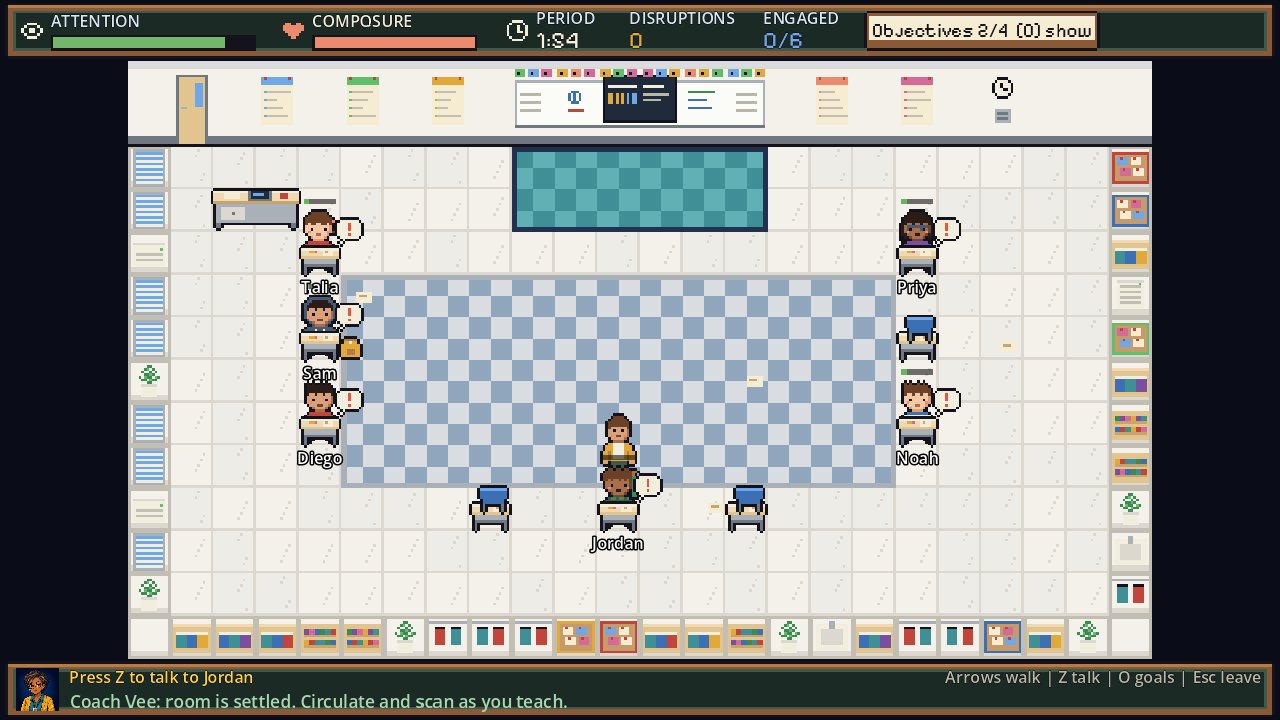 ATTENTION
COMPOSURE
PERIOD
1:34
DISRUPTIONS
0
ENGAGED
0/6
Objectives 2/4 (O) show
Talia
Priya
Sam
Diego
Noah
Jordan
Press Z to talk to Jordan
Arrows walk | Z talk | O goals | Esc leave
Coach Vee: room is settled. Circulate and scan as you teach.